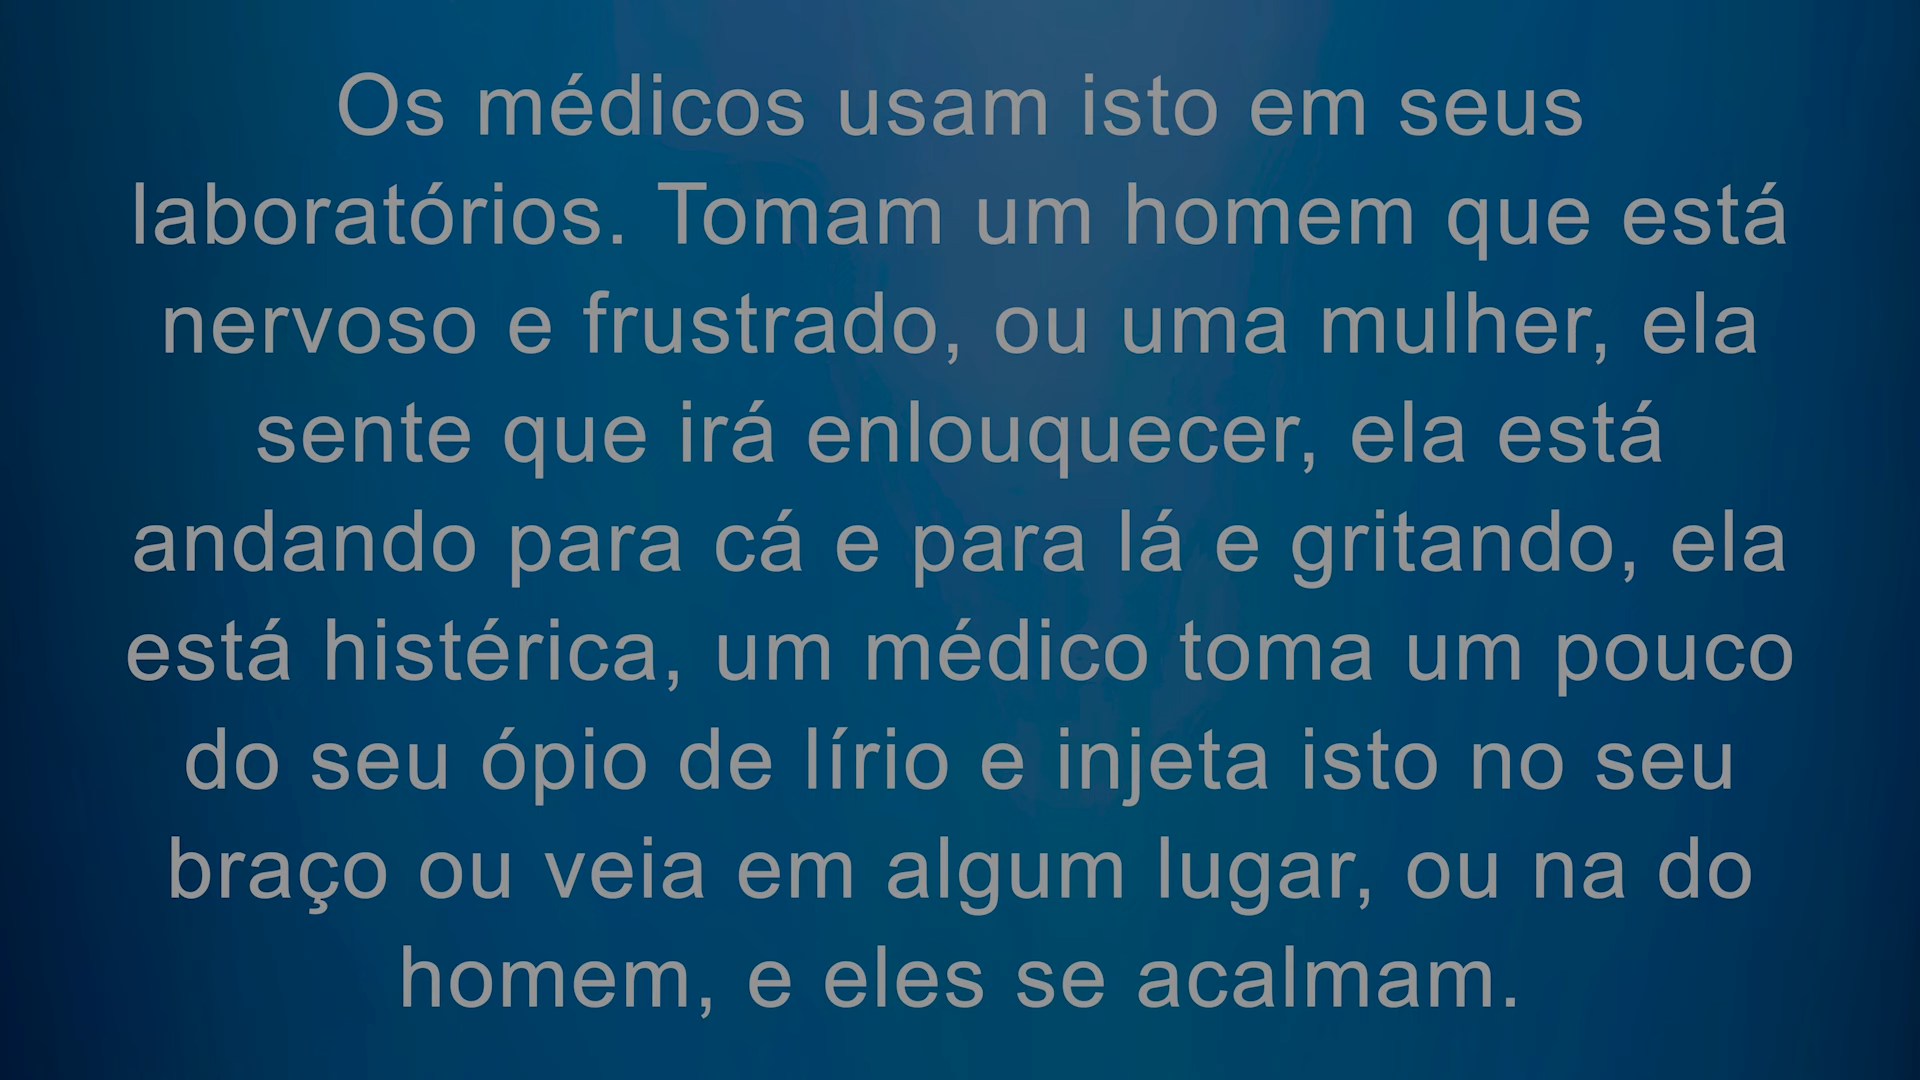 Os médicos usam isto em seus
laboratórios. Tomam um homem que está
nervoso e frustrado, ou uma mulher, ela
sente que irá enlouquecer, ela está
andando para cá e para lá e gritando, ela
está histérica, um médico toma um pouco
do seu ópio de lírio e injeta isto no seu
braço ou veia em algum lugar, ou na do
homem, e eles se acalmam.